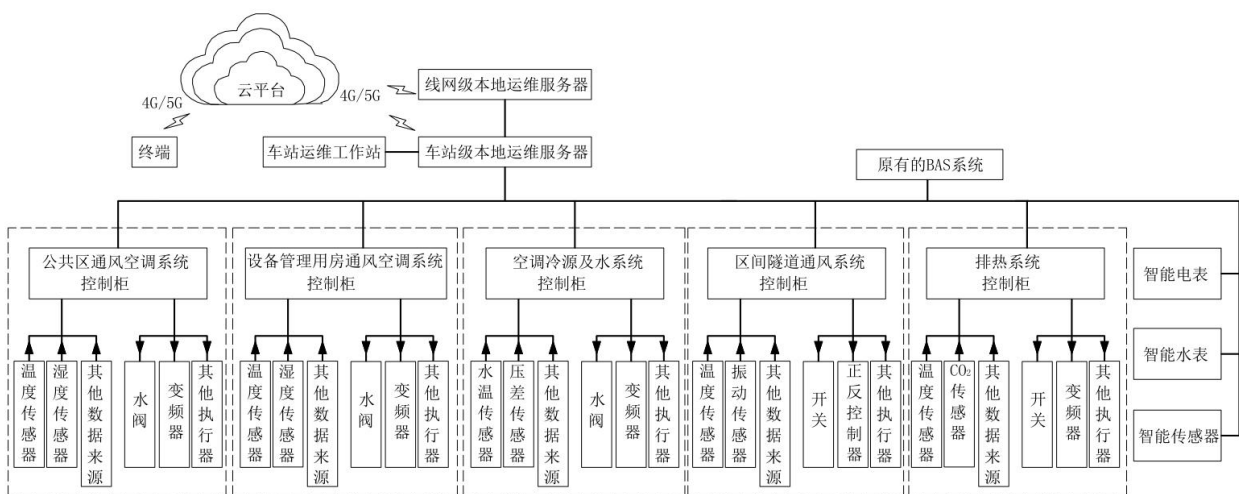 云平台
4G/5G
4G/5G
线网级本地运维服务器
终端
车站运维工作站
车站级本地运维服务器
原有的BAS系统
公共区通风空调系统
控制柜
设备管理用房通风空调系统
控制柜
空调冷源及水系统
控制柜
区间隧道通风系统
控制柜
排热系统
控制柜
智能电表
智能水表
智能传感器
温度传感器
湿度传感器
其他数据来源
水阀
变频器
其他执行器
温度传感器
湿度传感器
其他数据来源
水阀
变频器
其他执行器
水温传感器
压差传感器
其他数据来源
水阀
变频器
其他执行器
温度传感器
振动传感器
其他数据来源
开关
正反控制器
其他执行器
温度传感器
CO₂传感器
其他数据来源
开关
变频器
其他执行器